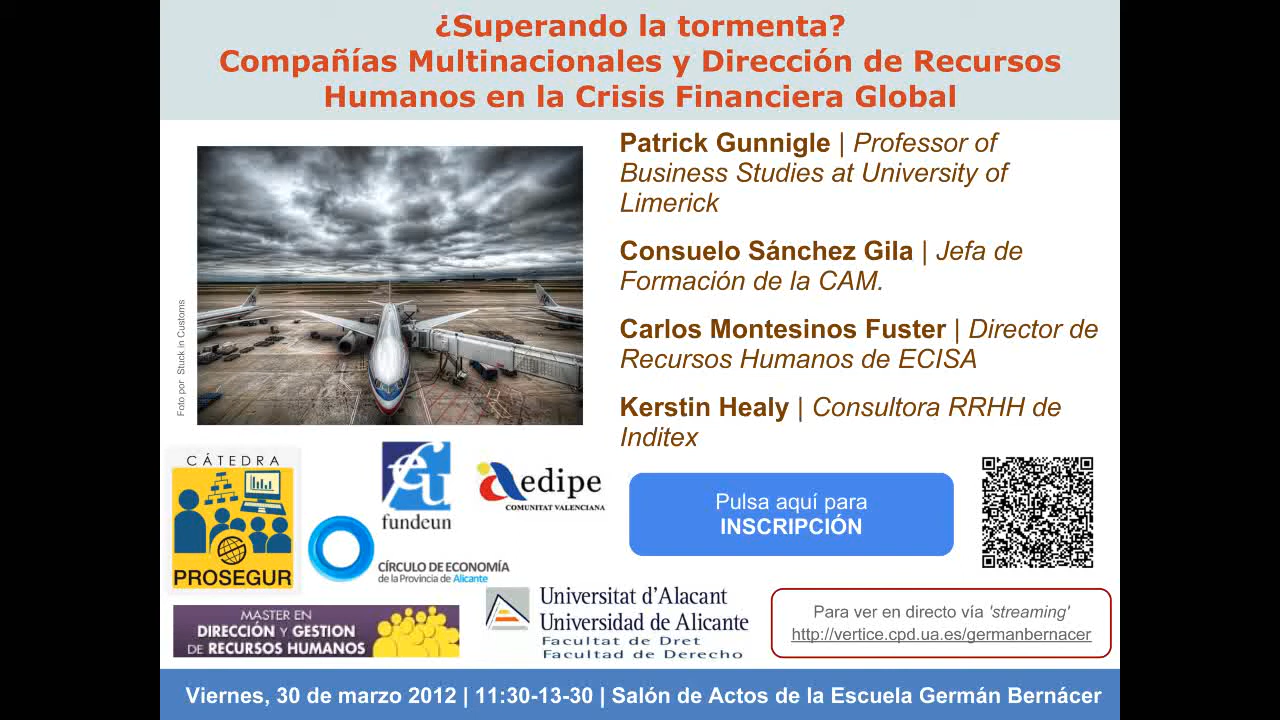 ¿Superando la tormenta?
Compañías Multinacionales y Dirección de Recursos
Humanos en la Crisis Financiera Global
Patrick Gunnigle | Professor of
Business Studies at University of
Limerick
Consuelo Sánchez Gila | Jefa de
Formación de la CAM.
Carlos Montesinos Fuster | Director de
Recursos Humanos de ECISA
Kerstin Healy | Consultora RRHH de
Inditex
Foto por Stuck in Customs
CÁTEDRA
PROSEGUR
fundeun
aedipe
COMUNITAT VALENCIANA
CÍRCULO DE ECONOMÍA
de la Provincia de Alicante
Pulsa aquí para
INSCRIPCIÓN
MASTER EN
DIRECCIÓN Y GESTION
DE RECURSOS HUMANOS
Universitat d'Alacant
Universidad de Alicante
Facultat de Dret
Facultad de Derecho
Para ver en directo vía 'streaming'
http://vertice.cpd.ua.es/germanbernacer
Viernes, 30 de marzo 2012 | 11:30-13-30 | Salón de Actos de la Escuela Germán Bernácer